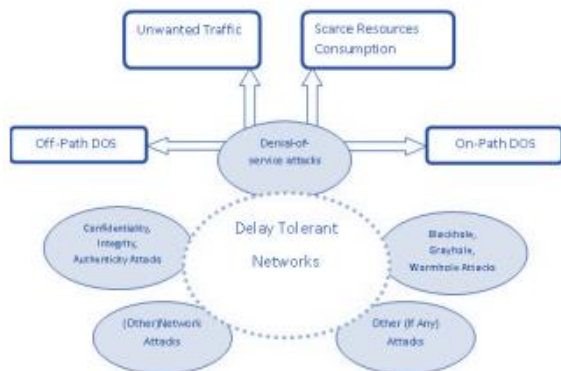 Unwanted Traffic
Scarce Resources
Consumption
Off-Path DOS
Denial-of-
service attacks
On-Path DOS
Confidentiality,
Integrity,
Authenticity Attacks
Delay Tolerant
Networks
Blackhole,
Grayhole,
Wormhole Attacks
(Other)Network
Attacks
Other (If Any)
Attacks